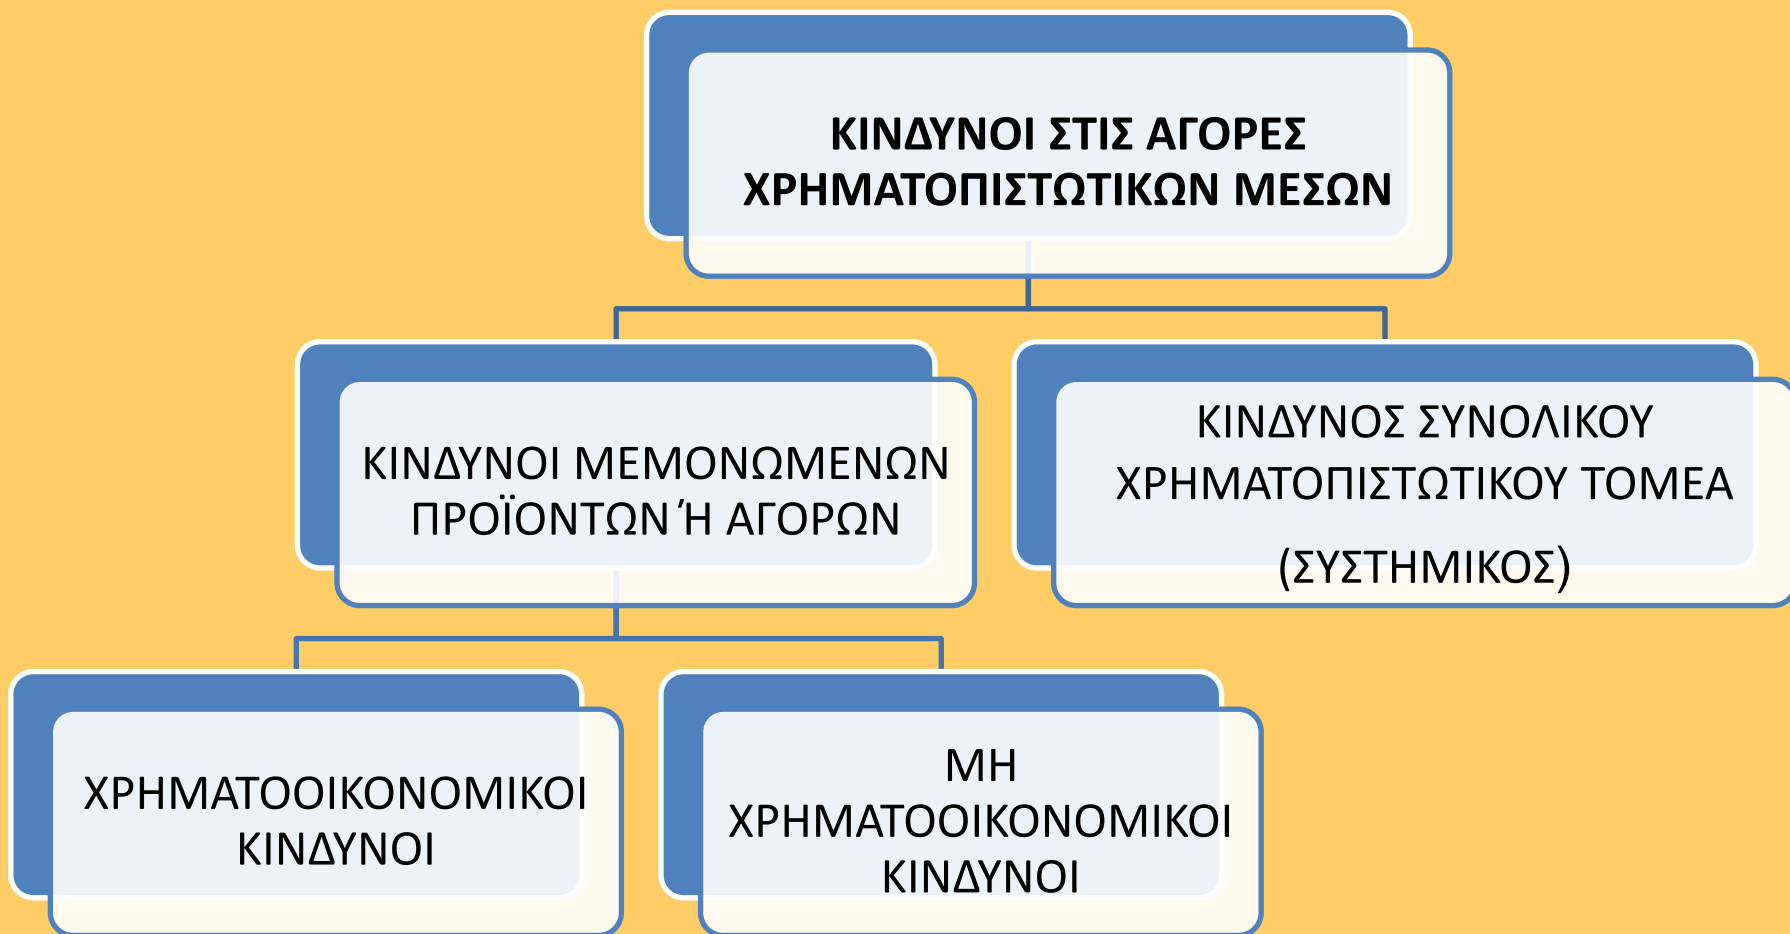 ΚΙΝΔΥΝΟΙ ΣΤΙΣ ΑΓΟΡΕΣ
ΧΡΗΜΑΤΟΠΙΣΤΩΤΙΚΩΝ ΜΕΣΩΝ
ΚΙΝΔΥΝΟΙ ΜΕΜΟΝΩΜΕΝΩΝ
ΠΡΟΪΟΝΤΩΝ Ή ΑΓΟΡΩΝ
ΚΙΝΔΥΝΟΣ ΣΥΝΟΛΙΚΟΥ
ΧΡΗΜΑΤΟΠΙΣΤΩΤΙΚΟΥ ΤΟΜΕΑ
(ΣΥΣΤΗΜΙΚΟΣ)
ΧΡΗΜΑΤΟΟΙΚΟΝΟΜΙΚΟΙ
ΚΙΝΔΥΝΟΙ
ΜΗ
ΧΡΗΜΑΤΟΟΙΚΟΝΟΜΙΚΟΙ
ΚΙΝΔΥΝΟΙ